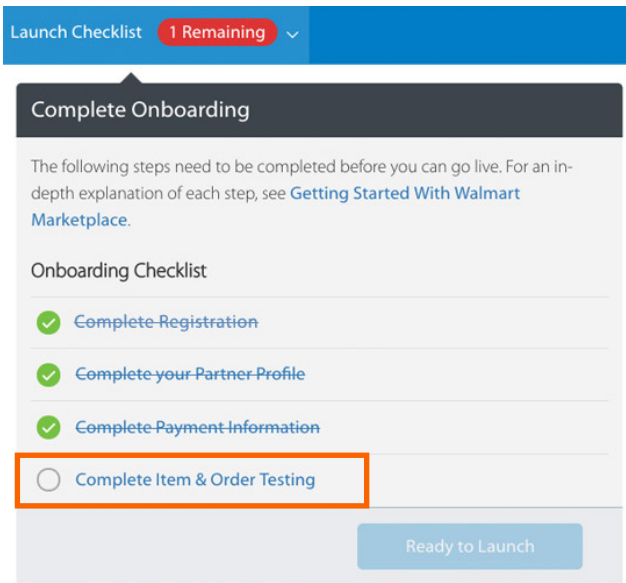 Launch Checklist 1 Remaining
Complete Onboarding
The following steps need to be completed before you can go live. For an in-
depth explanation of each step, see Getting Started With Walmart
Marketplace.
Onboarding Checklist
Complete Registration
Complete your Partner Profile
Complete Payment Information
Complete Item & Order Testing
Ready to Launch